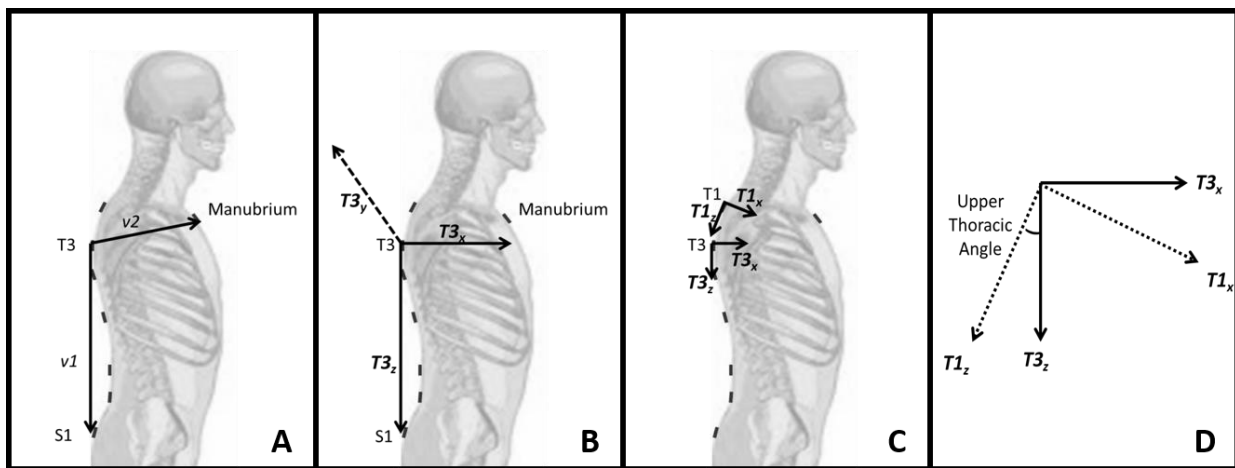 v2
Manubrium
T3
v1
S1
A
T3y
Manubrium
T3
T3x
T3z
S1
B
T1
T1x
T1z
T3
T3x
T3z
C
T3x
Upper
Thoracic
Angle
T1x
T1z
T3z
D